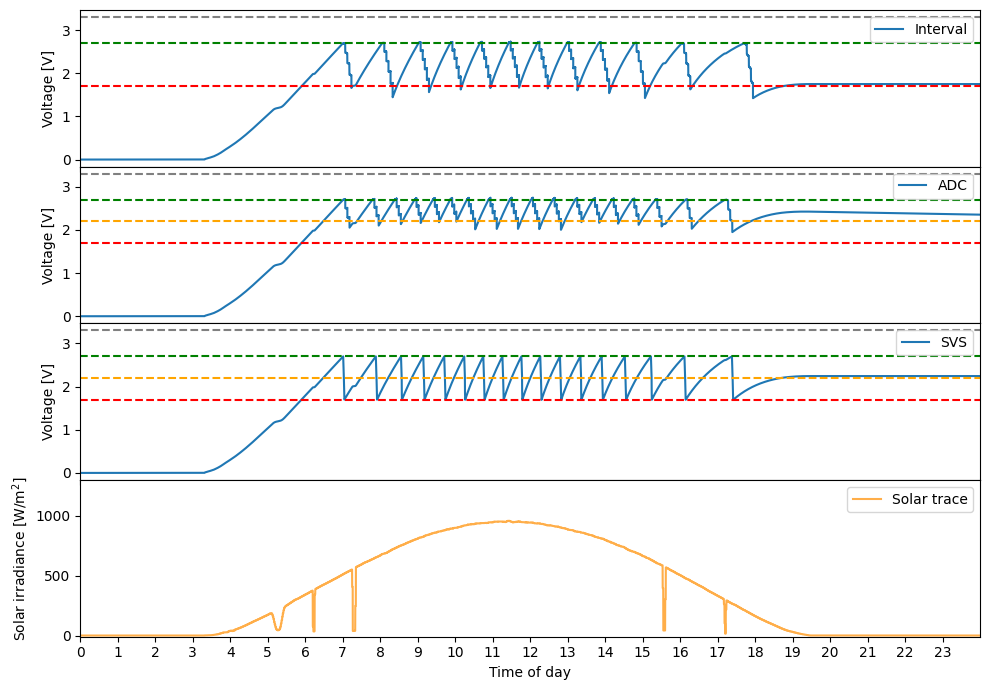 Voltage [V]
3
2
1
0
Interval
Voltage [V]
3
2
1
0
ADC
Voltage [V]
3
2
1
0
SVS
Solar irradiance [W/m²]
1000
500
0
Solar trace
0 1 2 3 4 5 6 7 8 9 10 11 12 13 14 15 16 17 18 19 20 21 22 23
Time of day